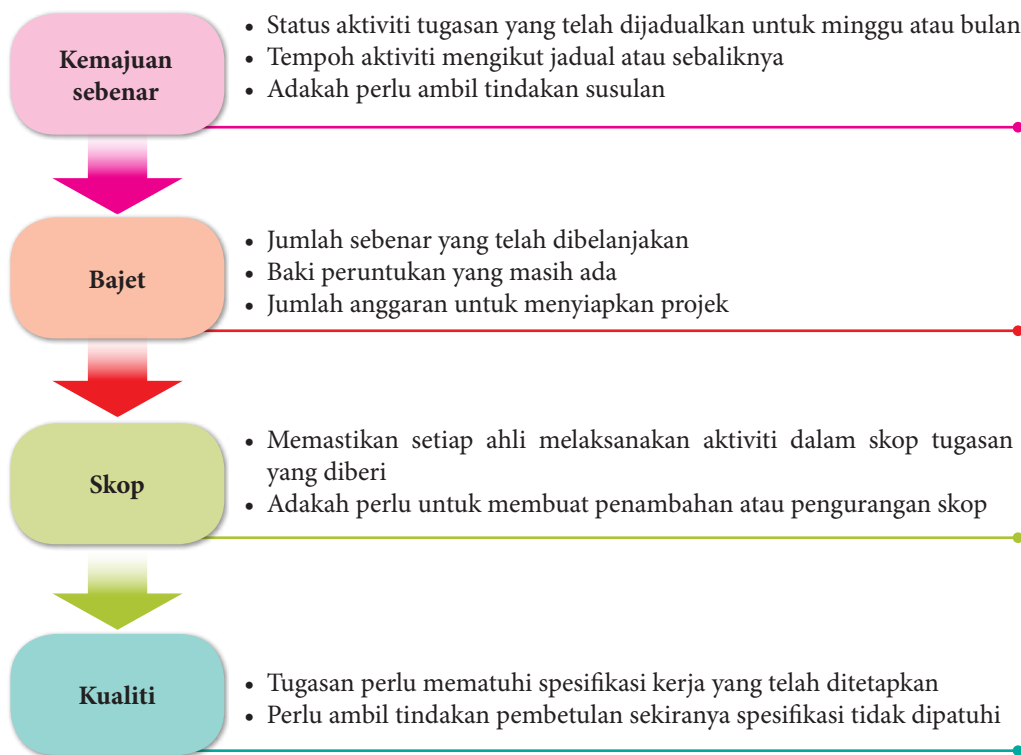 Kemajuan
sebenar
• Status aktiviti tugasan yang telah dijadualkan untuk minggu atau bulan
• Tempoh aktiviti mengikut jadual atau sebaliknya
• Adakah perlu ambil tindakan susulan
Bajet
• Jumlah sebenar yang telah dibelanjakan
• Baki peruntukan yang masih ada
• Jumlah anggaran untuk menyiapkan projek
Skop
• Memastikan setiap ahli melaksanakan aktiviti dalam skop tugasan
yang diberi
• Adakah perlu untuk membuat penambahan atau pengurangan skop
Kualiti
• Tugasan perlu mematuhi spesifikasi kerja yang telah ditetapkan
• Perlu ambil tindakan pembetulan sekiranya spesifikasi tidak dipatuhi